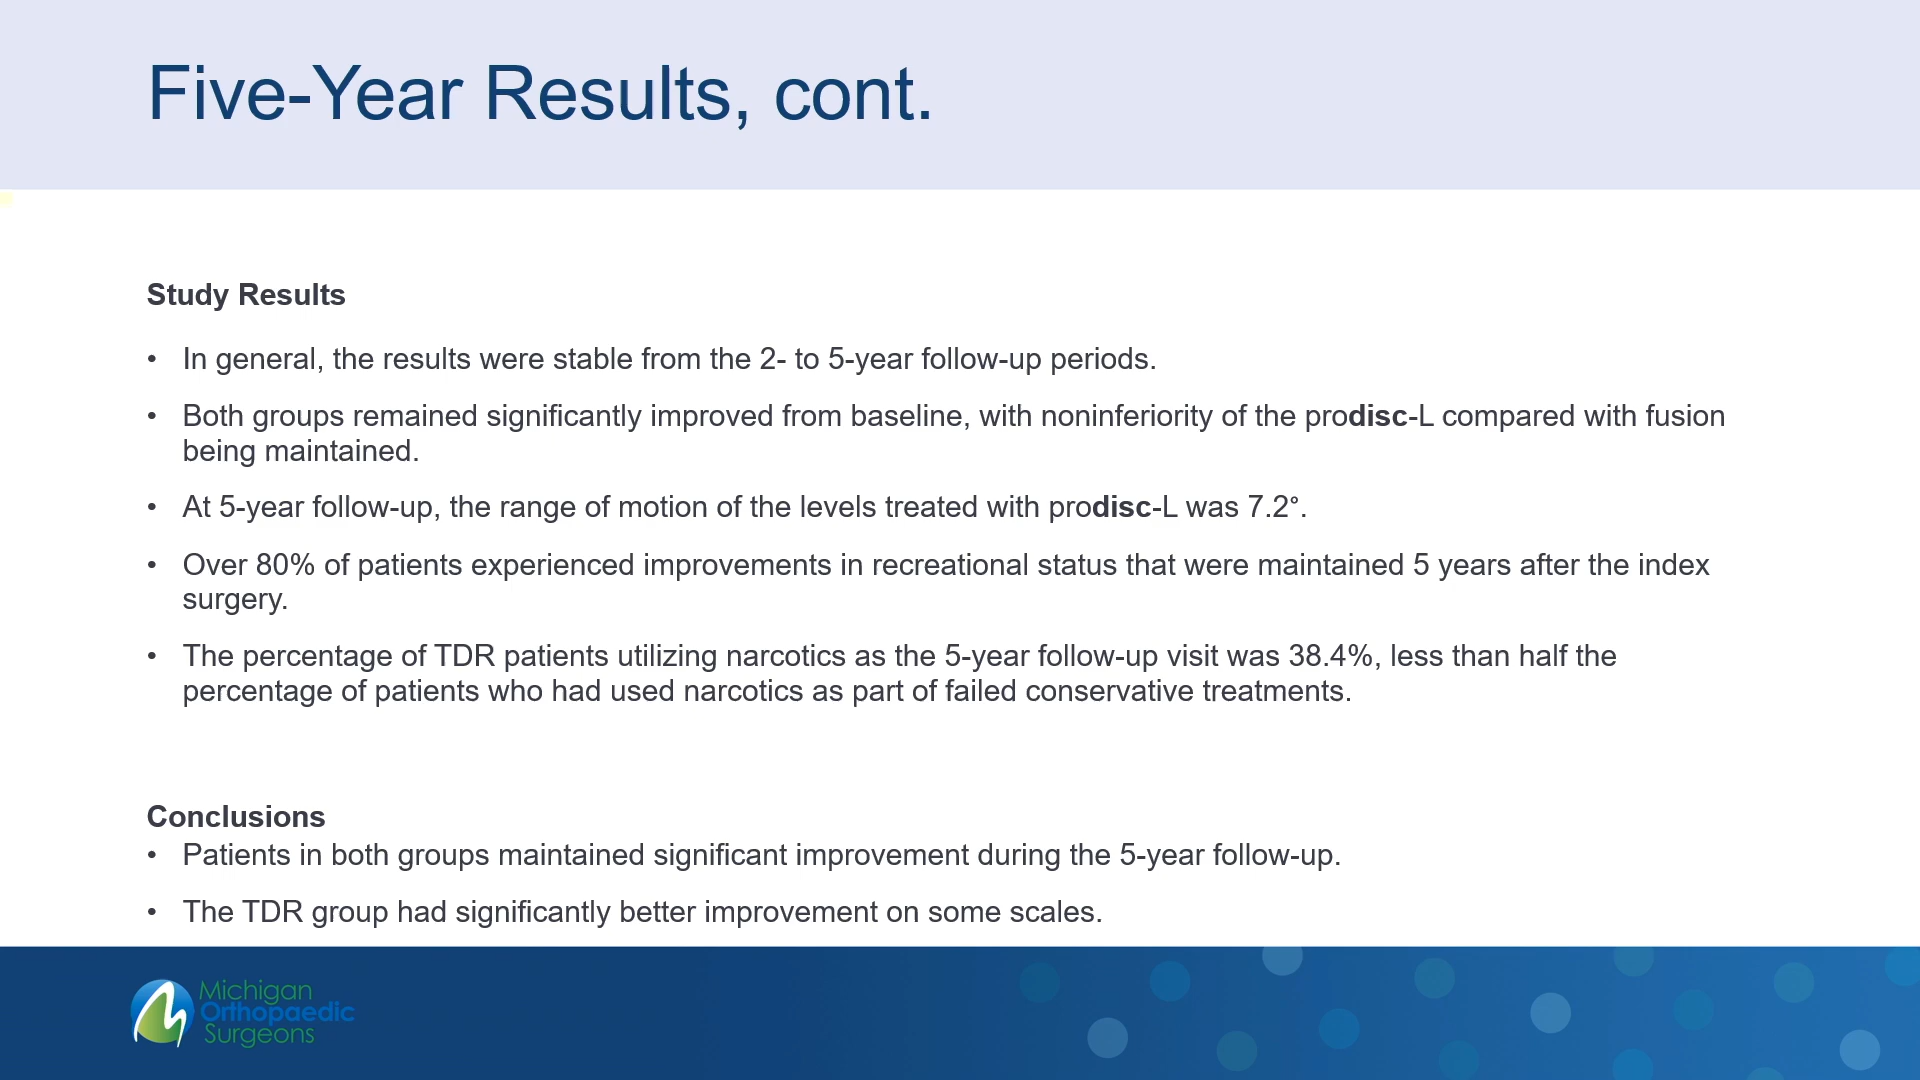 Five-Year Results, cont.
Study Results
• In general, the results were stable from the 2- to 5-year follow-up periods.
• Both groups remained significantly improved from baseline, with noninferiority of the prodisc-L compared with fusion
being maintained.
• At 5-year follow-up, the range of motion of the levels treated with prodisc-L was 7.2°.
• Over 80% of patients experienced improvements in recreational status that were maintained 5 years after the index
surgery.
• The percentage of TDR patients utilizing narcotics as the 5-year follow-up visit was 38.4%, less than half the
percentage of patients who had used narcotics as part of failed conservative treatments.
Conclusions
• Patients in both groups maintained significant improvement during the 5-year follow-up.
• The TDR group had significantly better improvement on some scales.
Michigan
Orthopaedic
Surgeons